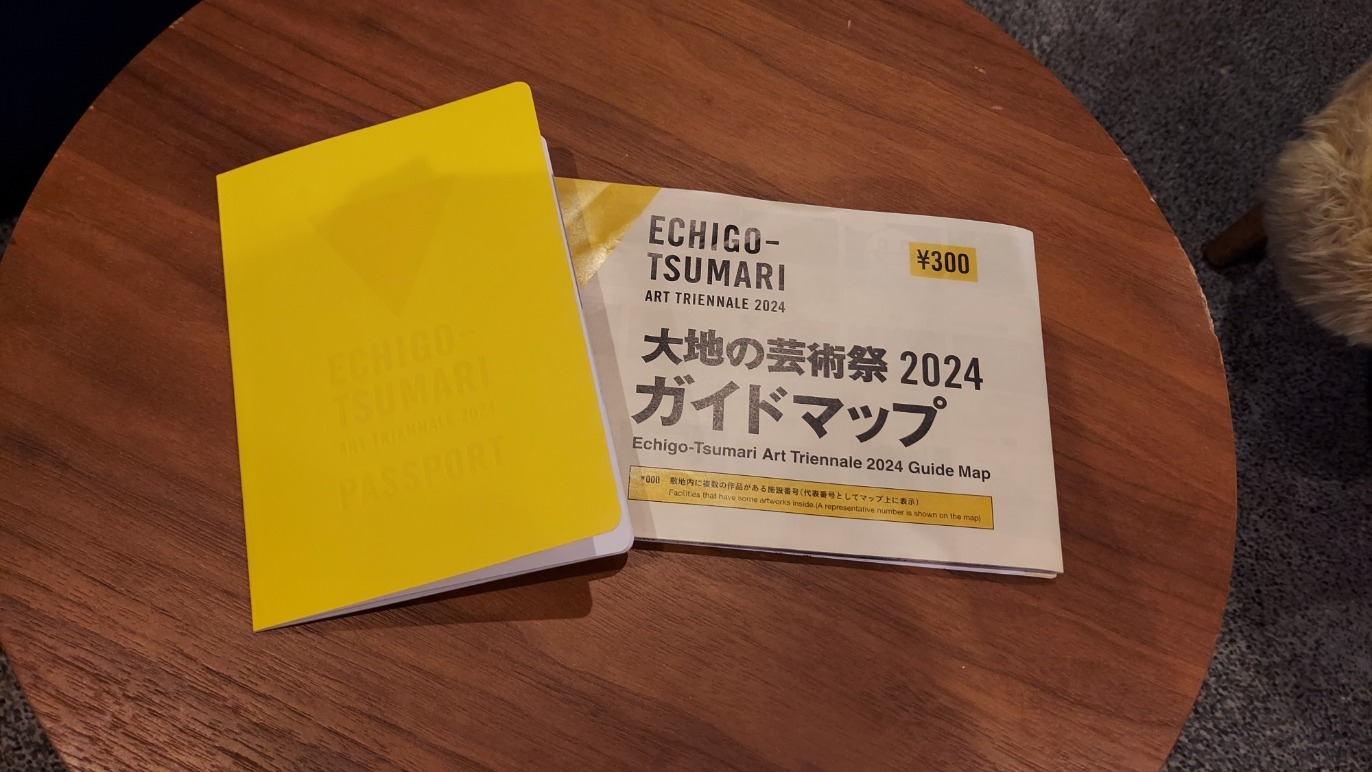 ECHIGO-
TSUMARI
ART TRIENNALE 2024
PASSPORT
ECHIGO-
TSUMARI
ART TRIENNALE 2024
¥300
大地の芸術祭 2024
ガイドマップ
Echigo-Tsumari Art Triennale 2024 Guide Map
敷地内に複数の作品がある施設番号(代表番号としてマップ上に表示)
Facilities that have some artworks inside.(A representative number is shown on the map)